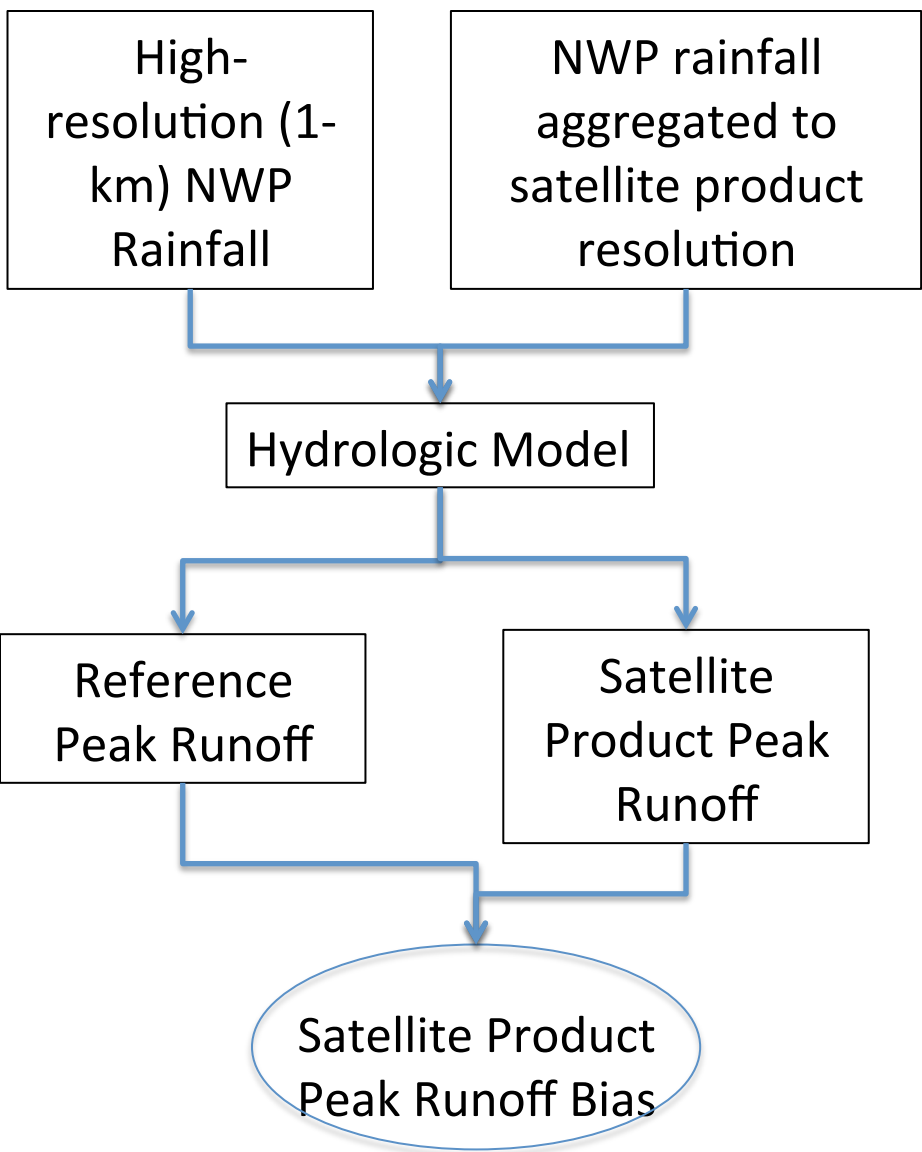 High-
resolution (1-
km) NWP
Rainfall
NWP rainfall
aggregated to
satellite product
resolution
Hydrologic Model
Reference
Peak Runoff
Satellite
Product Peak
Runoff
Satellite Product
Peak Runoff Bias